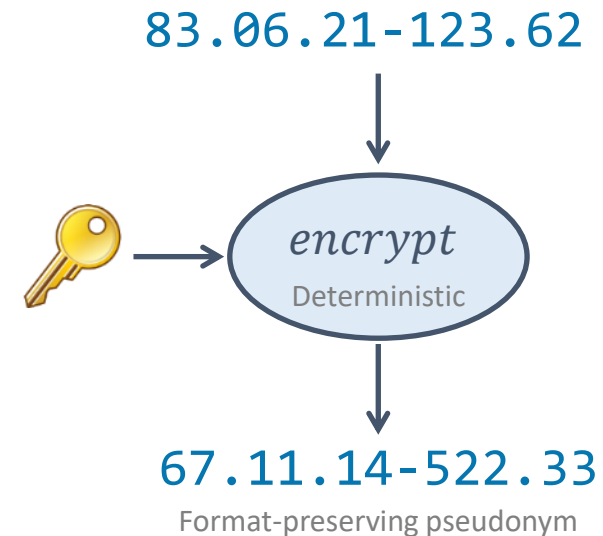 83.06.21-123.62
encrypt
Deterministic
67.11.14-522.33
Format-preserving pseudonym